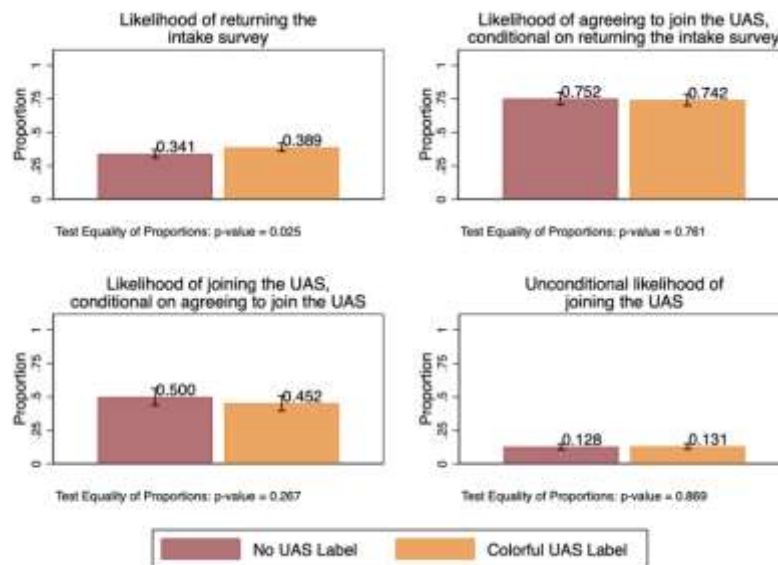 Likelihood of returning the
intake survey
Proportion
1
.75
.5
.25
0
0.341
0.389
Test Equality of Proportions: p-value = 0.025
Likelihood of agreeing to join the UAS,
conditional on returning the intake survey
Proportion
1
.75
.5
.25
0
0.752
0.742
Test Equality of Proportions: p-value = 0.761
Likelihood of joining the UAS,
conditional on agreeing to join the UAS
Proportion
1
.75
.5
.25
0
0.500
0.452
Test Equality of Proportions: p-value = 0.267
Unconditional likelihood of
joining the UAS
Proportion
1
.75
.5
.25
0
0.128
0.131
Test Equality of Proportions: p-value = 0.869
No UAS Label
Colorful UAS Label